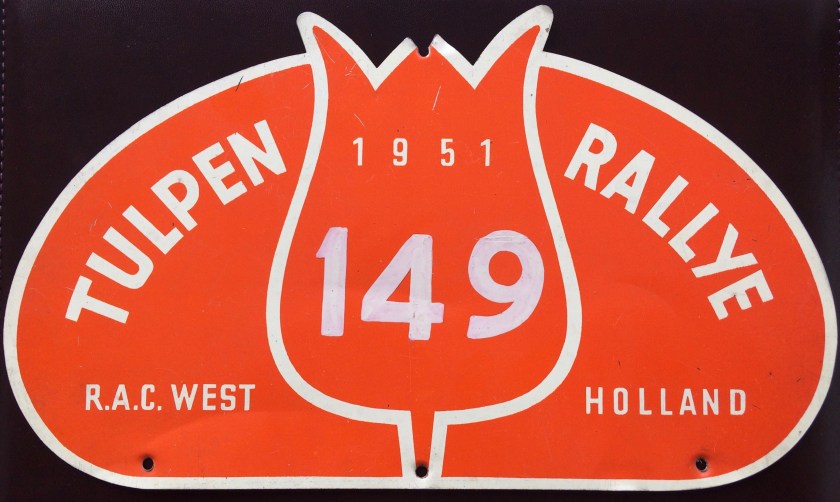 TULPEN RALLYE
1951
149
R.A.C. WEST
HOLLAND